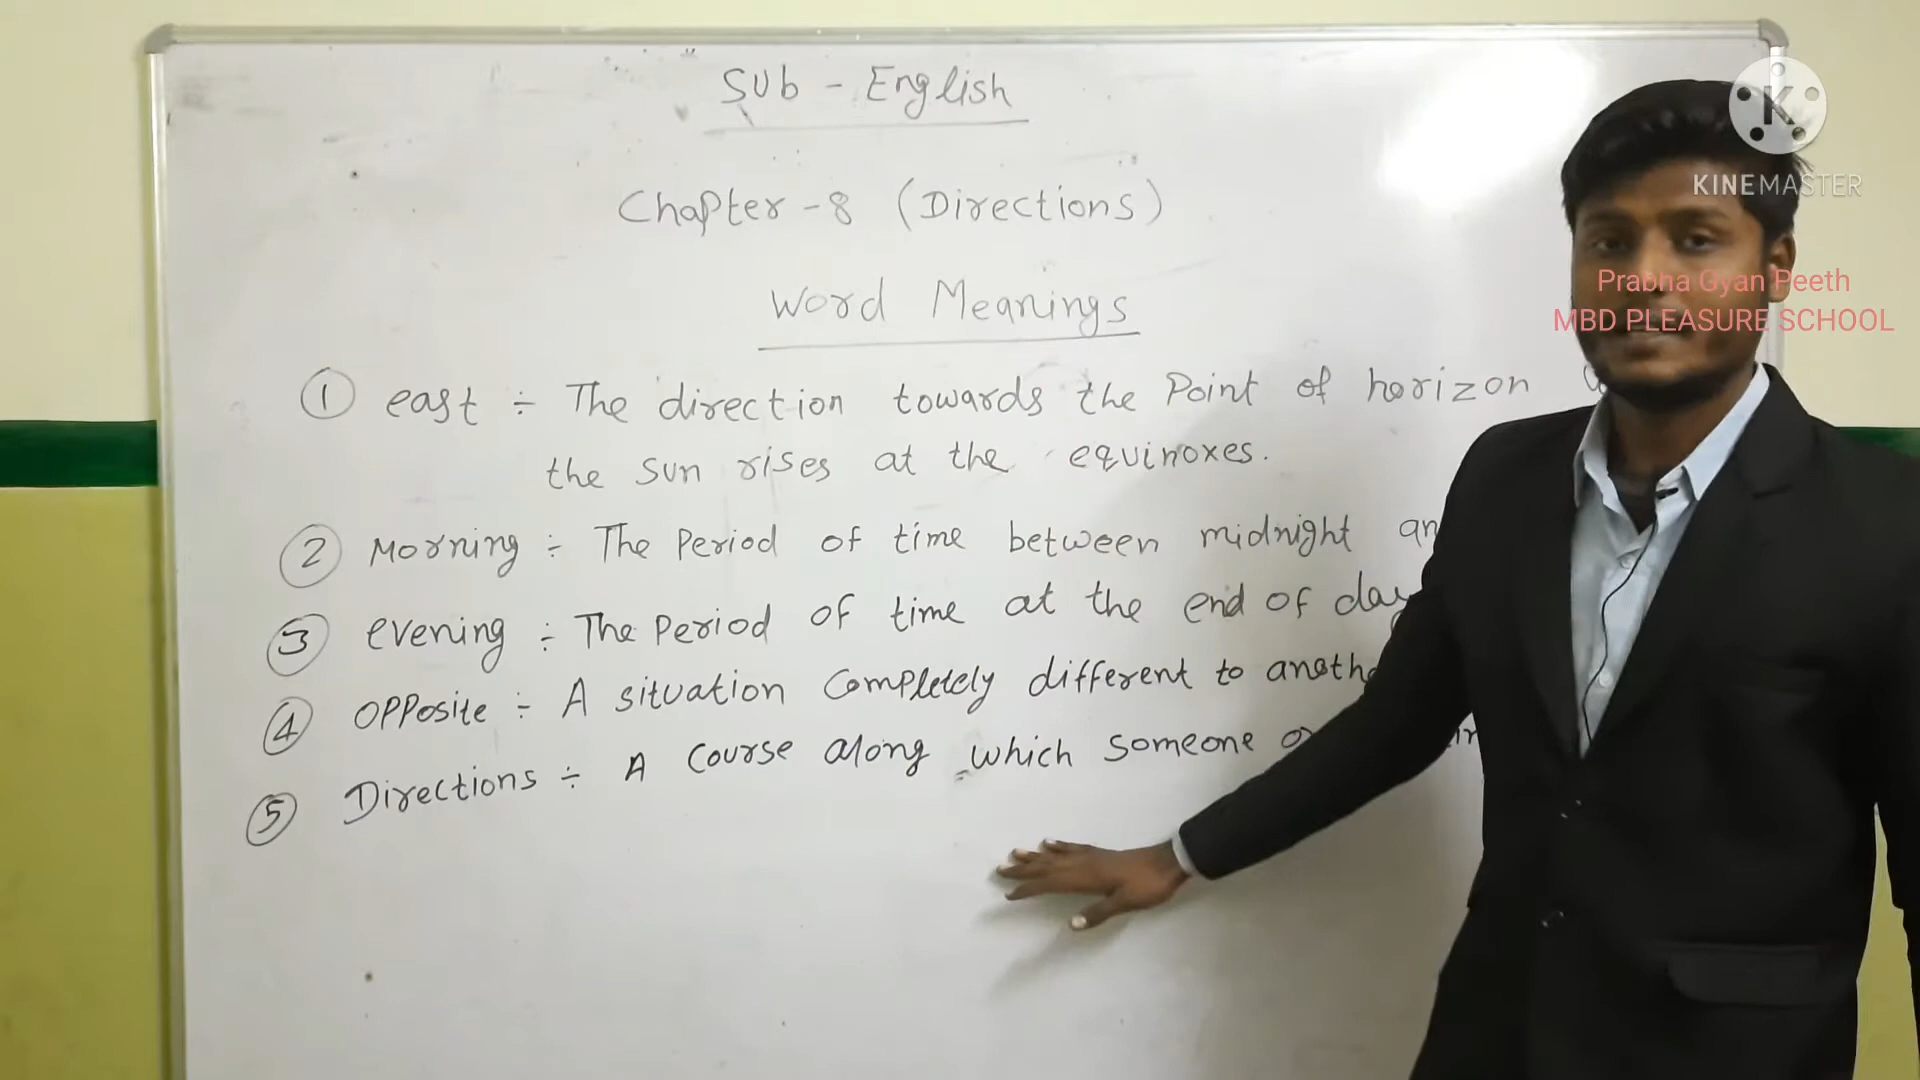 Sub - English
Chapter - 8 (Directions)
Word Meanings
① east ÷ The direction towards the Point of horizon
the sun rises at the equinoxes.
② Morning ÷ The Period of time between midnight
③ evening ÷ The Period of time at the end of day
④ Opposite ÷ A situation Completely different to
⑤ Directions ÷ A Course along which someone
K
KINEMASTER
Prabha Gyan Peeth
MBD PLEASURE SCHOOL